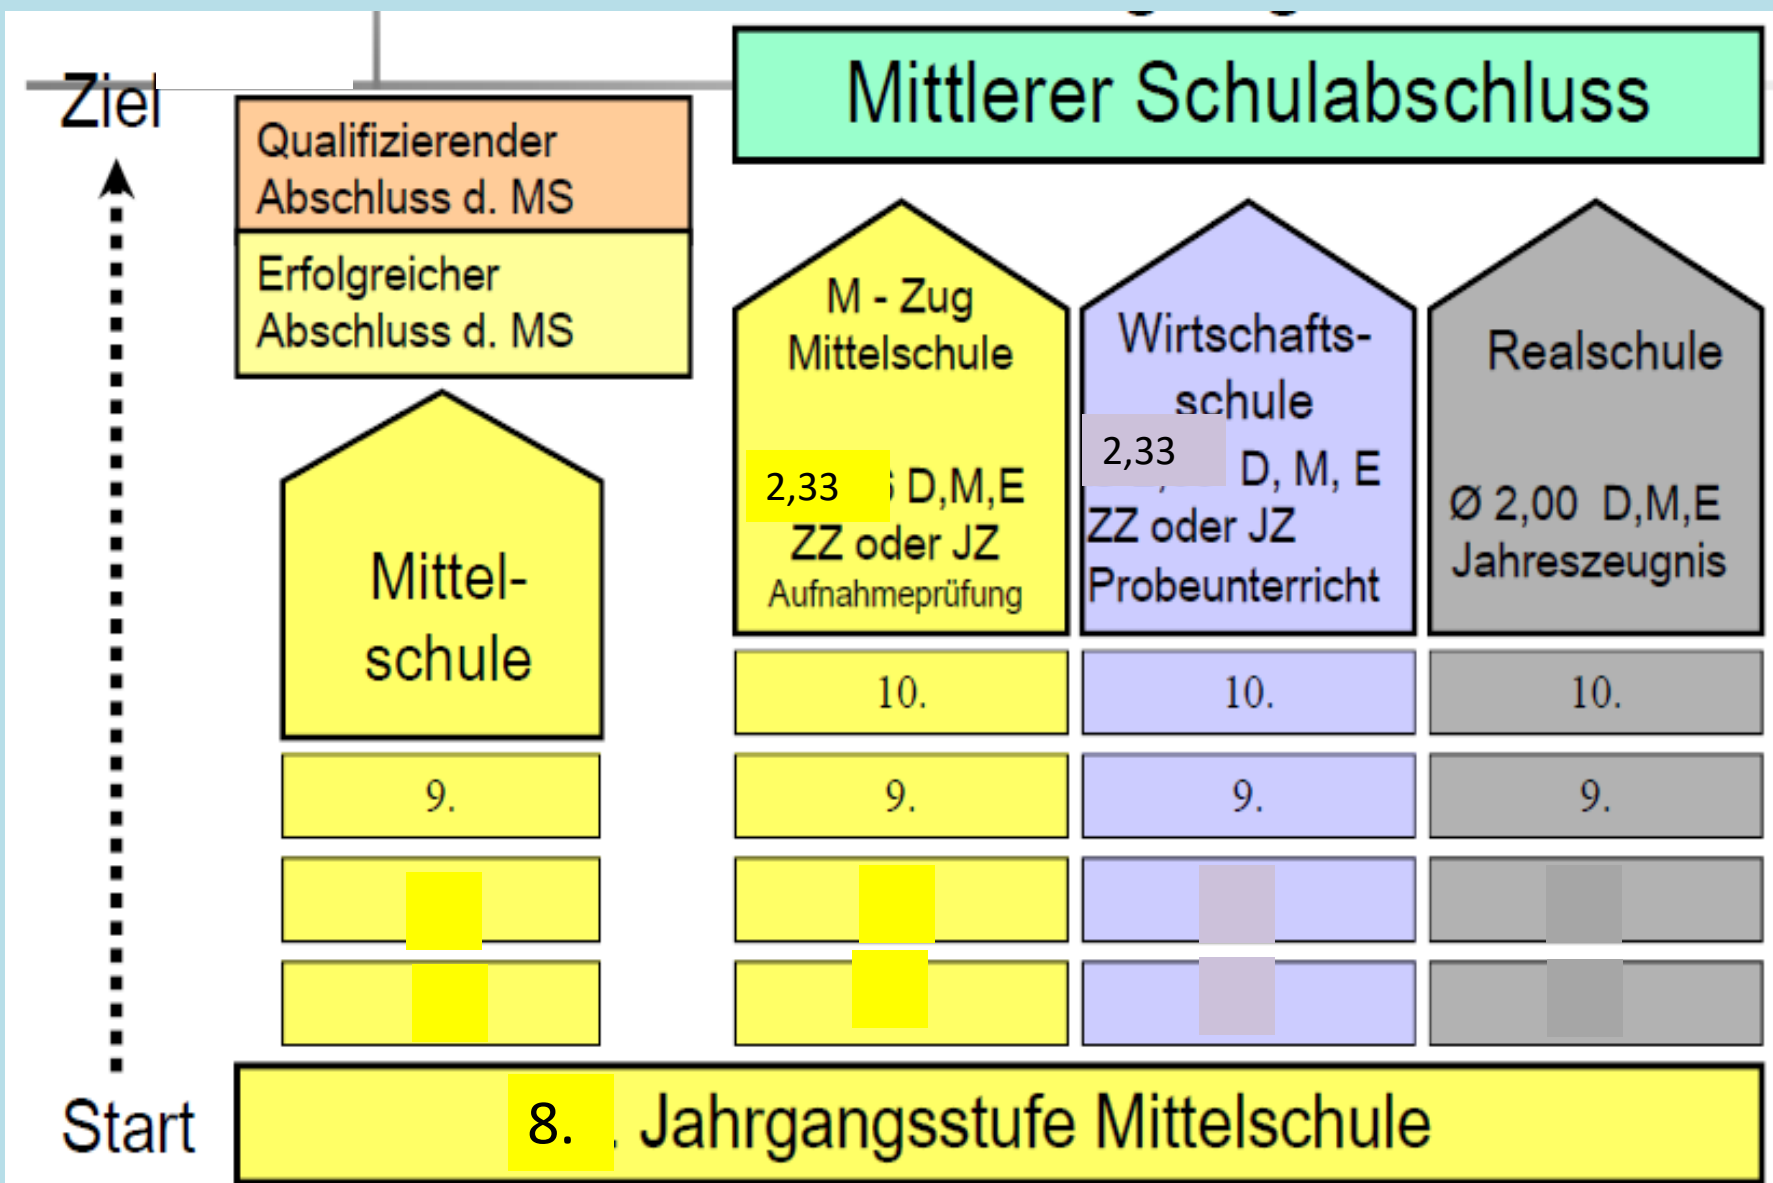 Ziel
Mittlerer Schulabschluss
Qualifizierender
Abschluss d. MS
Erfolgreicher
Abschluss d. MS
Mittel-
schule
9.
M - Zug
Mittelschule
2,33 D,M,E
ZZ oder JZ
Aufnahmeprüfung
10.
9.
Wirtschafts-
schule
2,33 D, M, E
ZZ oder JZ
Probeunterricht
10.
9.
Realschule
Ø 2,00 D,M,E
Jahreszeugnis
10.
9.
Start
8. . Jahrgangsstufe Mittelschule